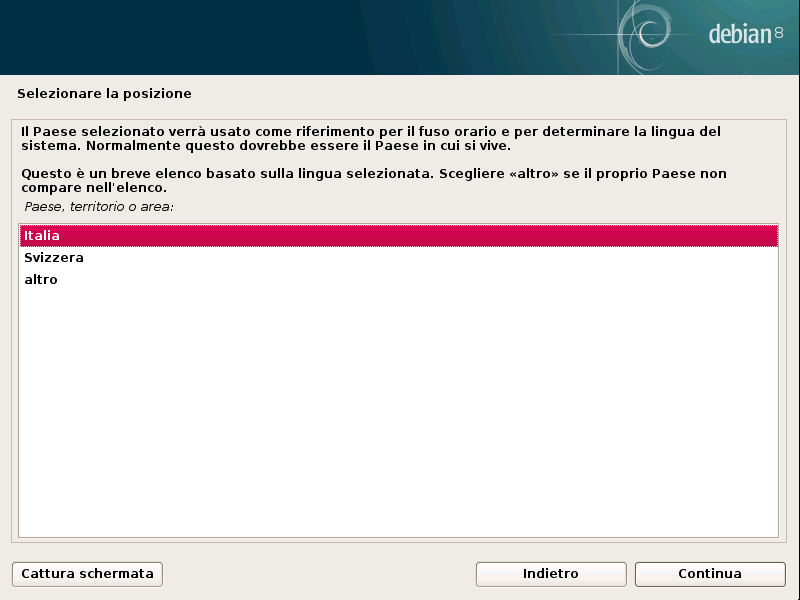 debian 8
Selezionare la posizione
Il Paese selezionato verrà usato come riferimento per il fuso orario e per determinare la lingua del
sistema. Normalmente questo dovrebbe essere il Paese in cui si vive.
Questo è un breve elenco basato sulla lingua selezionata. Scegliere «altro» se il proprio Paese non
compare nell'elenco.
Paese, territorio o area:
Italia
Svizzera
altro
Cattura schermata
Indietro
Continua